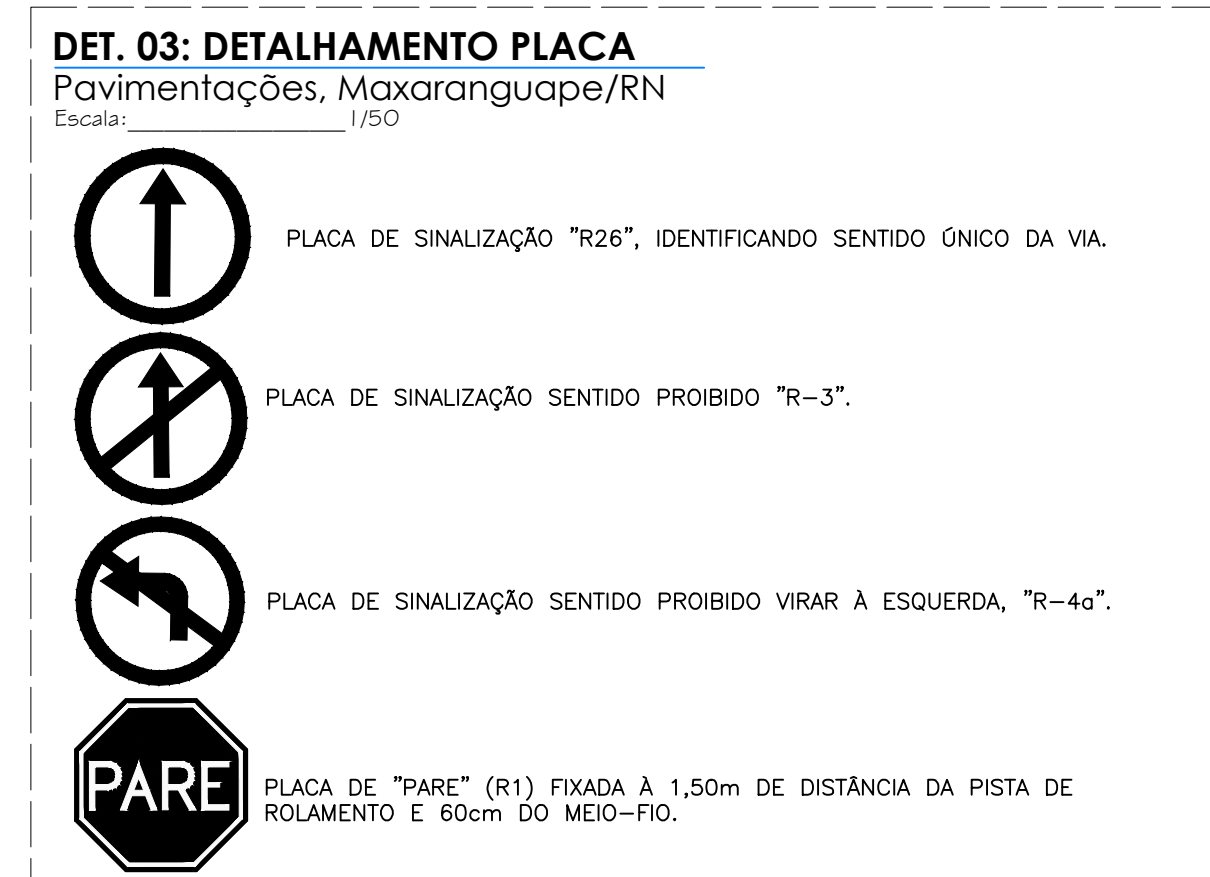 DET. 03: DETALHAMENTO PLACA
Pavimentações, Maxaranguape/RN
Escala:__________________1/50
PLACA DE SINALIZAÇÃO "R26", IDENTIFICANDO SENTIDO ÚNICO DA VIA.
PLACA DE SINALIZAÇÃO SENTIDO PROIBIDO "R-3".
PLACA DE SINALIZAÇÃO SENTIDO PROIBIDO VIRAR À ESQUERDA, "R-4a".
PARE
PLACA DE "PARE" (R1) FIXADA À 1,50m DE DISTÂNCIA DA PISTA DE
ROLAMENTO E 60cm DO MEIO-FIO.